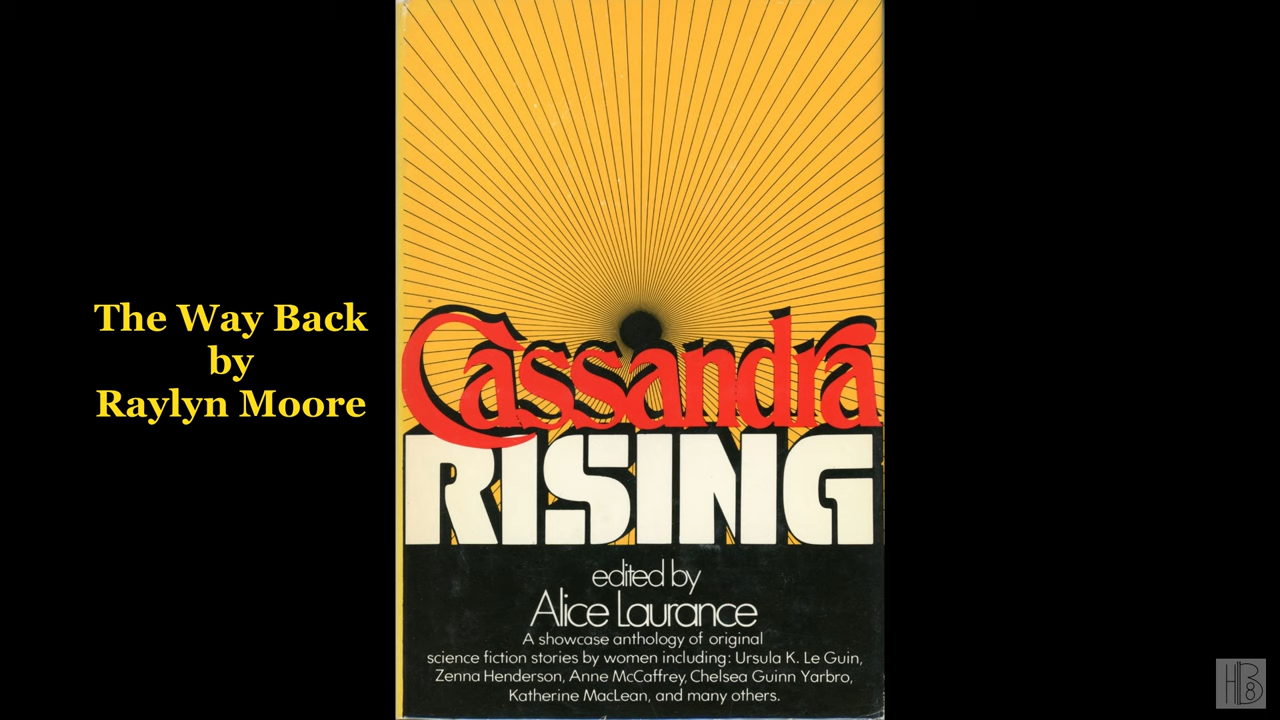 The Way Back
by
Raylyn Moore
Cassandra
RISING
edited by
Alice Laurance
A showcase anthology of original
science fiction stories by women including: Ursula K. Le Guin,
Zenna Henderson, Anne McCaffrey, Chelsea Guinn Yarbro,
Katherine MacLean, and many others.
HB8